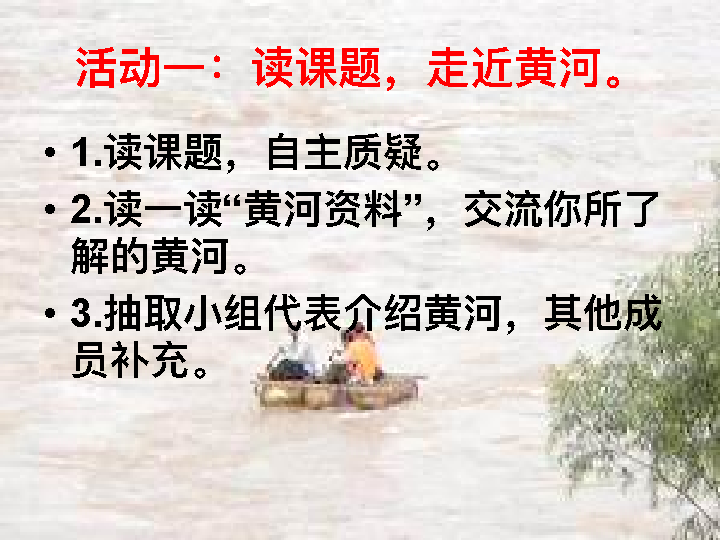 活动一：读课题，走近黄河。
• 1.读课题，自主质疑。
• 2.读一读“黄河资料”，交流你所了
解的黄河。
• 3.抽取小组代表介绍黄河，其他成
员补充。